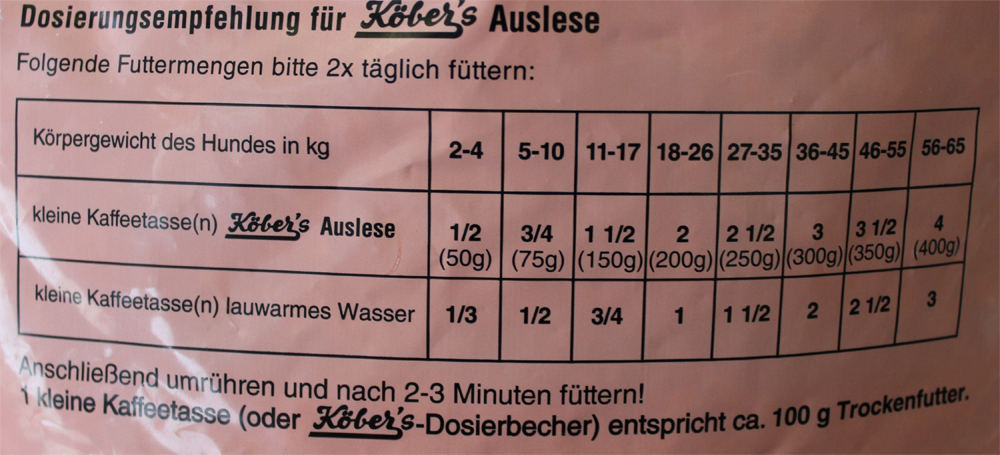 Dosierungsempfehlung für Köber's Auslese
Folgende Futtermengen bitte 2x täglich füttern:
Körpergewicht des Hundes in kg 2-4 5-10 11-17 18-26 27-35 36-45 46-55 56-65
kleine Kaffeetasse(n) Köber's Auslese 1/2 3/4 1 1/2 2 2 1/2 3 3 1/2 4
(50g) (75g) (150g) (200g) (250g) (300g) (350g) (400g)
kleine Kaffeetasse(n) lauwarmes Wasser 1/3 1/2 3/4 1 1 1/2 2 2 1/2 3
Anschließend umrühren und nach 2-3 Minuten füttern!
1 kleine Kaffeetasse (oder Köber's-Dosierbecher) entspricht ca. 100 g Trockenfutter.